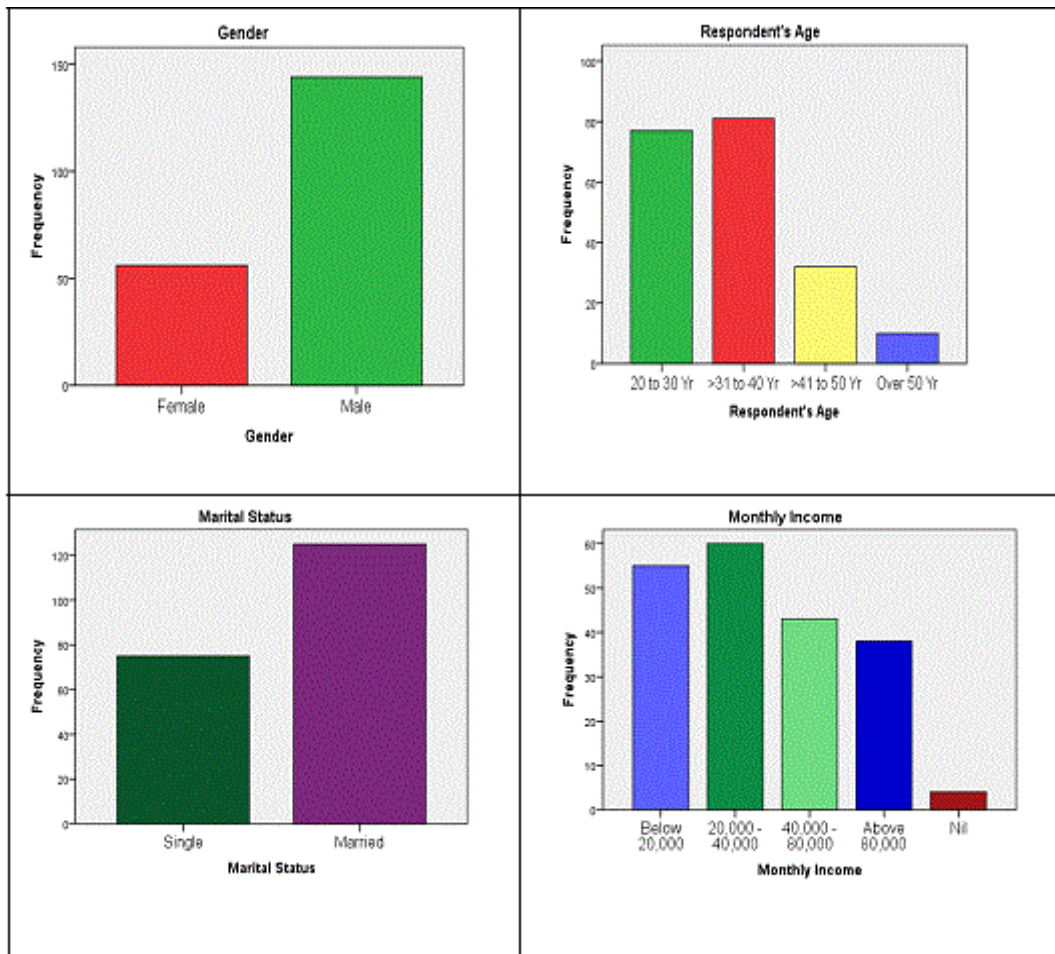 Gender
150
100
50
0
Frequency
Female Male
Gender
Respondent's Age
100
80
60
40
20
0
Frequency
20 to 30 Yr >31 to 40 Yr >41 to 50 Yr Over 50 Yr
Respondent's Age
Marital Status
120
100
80
60
40
20
0
Frequency
Single Married
Marital Status
Monthly Income
60
50
40
30
20
10
0
Frequency
Below 20,000 - 40,000 - Above Nil
20,000 40,000 60,000 60,000
Monthly Income